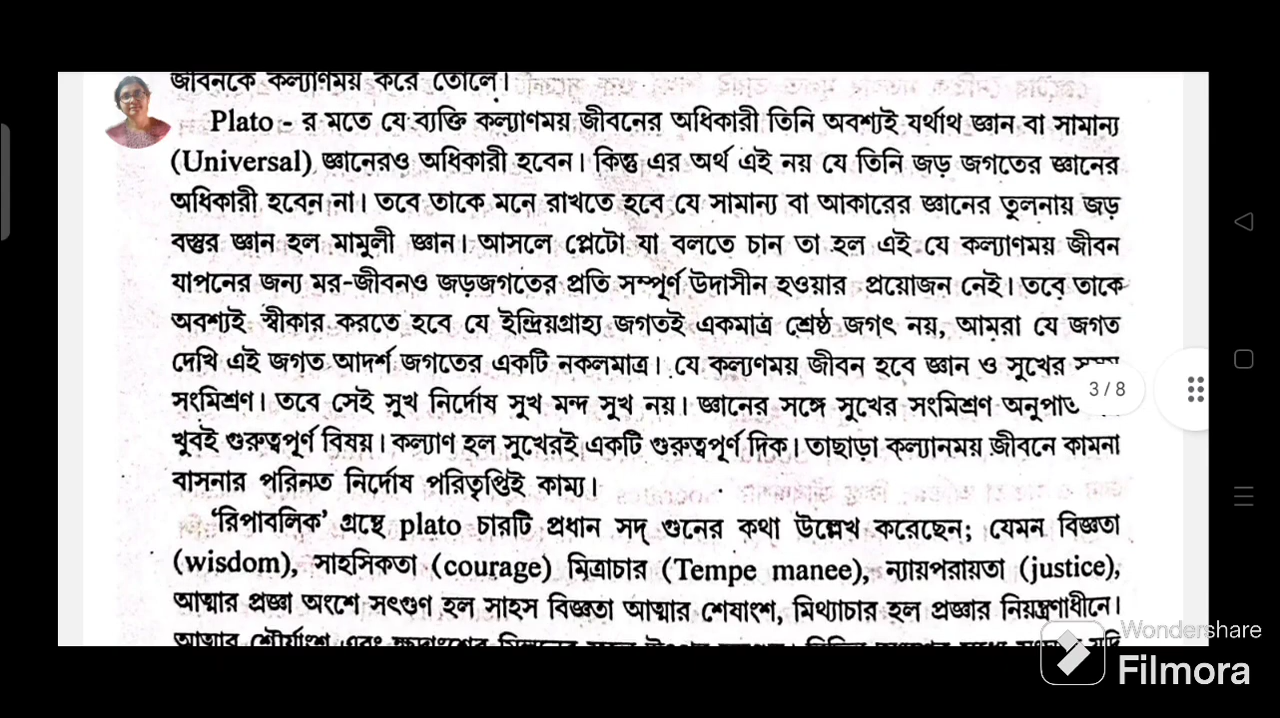 জীবনকে কল্যাণময় করে তোলে।
Plato - র মতে যে ব্যক্তি কল্যাণময় জীবনের অধিকারী তিনি অবশ্যই যর্থাথ জ্ঞান বা সামান্য
(Universal) জ্ঞানেরও অধিকারী হবেন। কিন্তু এর অর্থ এই নয় যে তিনি জড় জগতের জ্ঞানের
অধিকারী হবেন না। তবে তাকে মনে রাখতে হবে যে সামান্য বা আকারের জ্ঞানের তুলনায় জড়
বস্তুর জ্ঞান হল মামুলী জ্ঞান। আসলে প্লেটো যা বলতে চান তা হল এই যে কল্যাণময় জীবন
যাপনের জন্য মর-জীবনও জড়জগতের প্রতি সম্পূর্ণ উদাসীন হওয়ার প্রয়োজন নেই। তবে তাকে
অবশ্যই স্বীকার করতে হবে যে ইন্দ্রিয়গ্রাহ্য জগতই একমাত্র শ্রেষ্ঠ জগৎ নয়, আমরা যে জগত
দেখি এই জগত আদর্শ জগতের একটি নকলমাত্র। যে কল্যণময় জীবন হবে জ্ঞান ও সুখের
3 / 8
সংমিশ্রণ। তবে সেই সুখ নির্দোষ সুখ মন্দ সুখ নয়। জ্ঞানের সঙ্গে সুখের সংমিশ্রণ
খুবই গুরুত্বপূর্ণ বিষয়। কল্যাণ হল সুখেরই একটি গুরুত্বপূর্ণ দিক। তাছাড়া কল্যানময় জীবনে কামনা
বাসনার পরিনত নির্দোষ পরিতৃপ্তিই কাম্য।
‘রিপাবলিক’ গ্রন্থে plato চারটি প্রধান সদ্ গুনের কথা উল্লেখ করেছেন; যেমন বিজ্ঞতা
(wisdom), সাহসিকতা (courage) মিত্রাচার (Tempe manee), ন্যায়পরায়তা (justice),
আত্মার প্রজ্ঞা অংশে সৎগুণ হল সাহস বিজ্ঞতা আত্মার শেষাংশ, মিথ্যাচার হল প্রজ্ঞার নিয়ন্ত্রণাধীনে।
Wondershare
Filmora